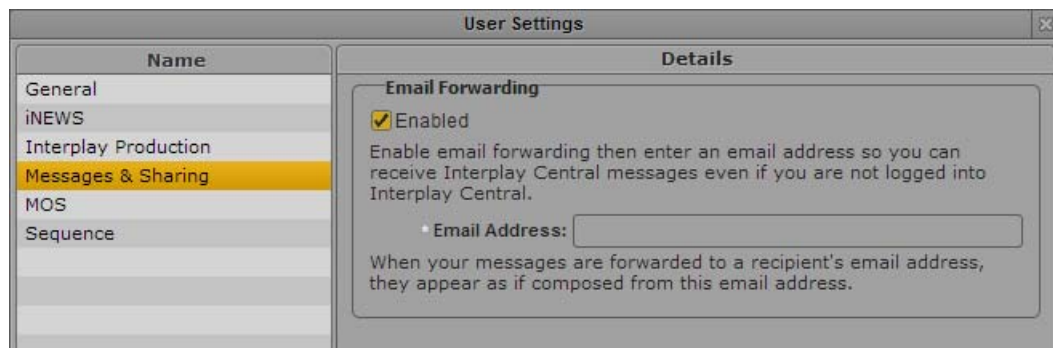 User Settings
Name
Details
General
iNEWS
Interplay Production
Messages & Sharing
MOS
Sequence
Email Forwarding
Enabled
Enable email forwarding then enter an email address so you can
receive Interplay Central messages even if you are not logged into
Interplay Central.
* Email Address:
When your messages are forwarded to a recipient's email address,
they appear as if composed from this email address.